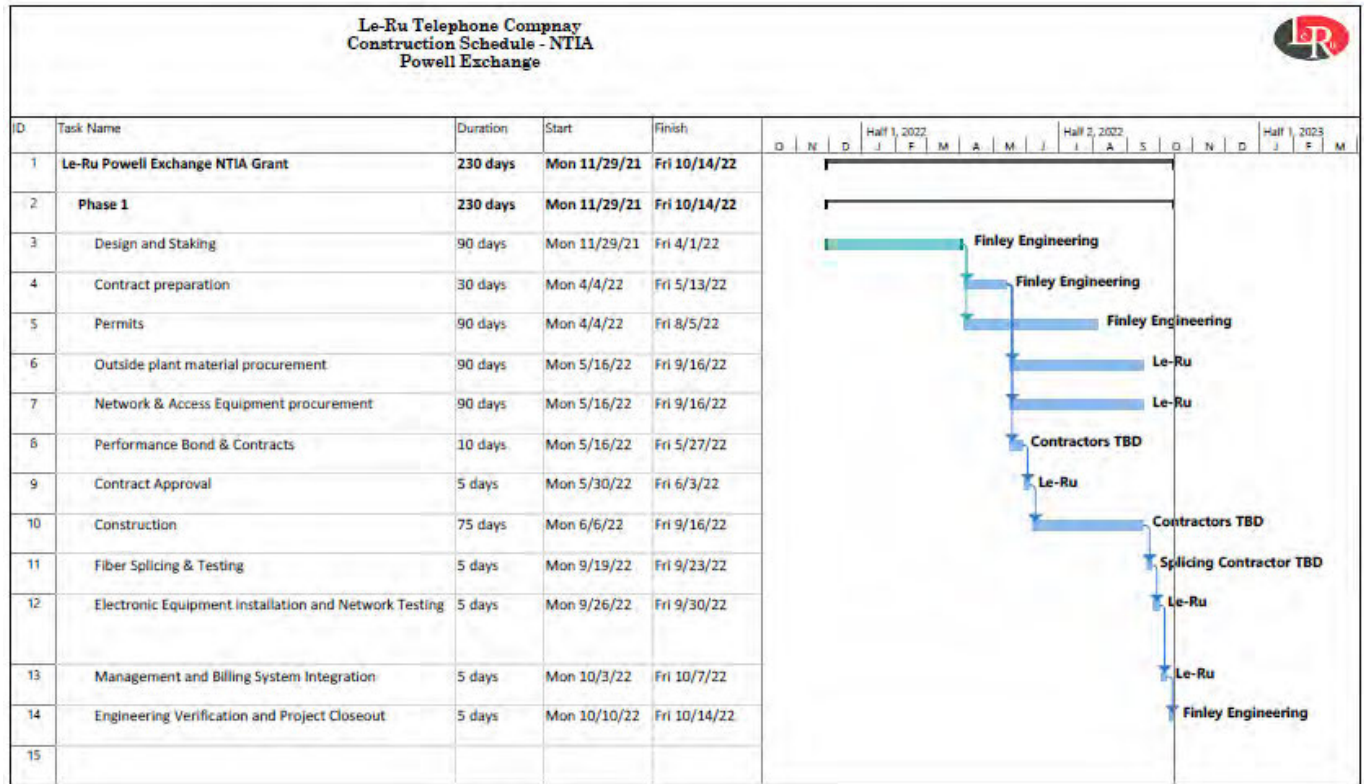 Le-Ru Telephone Compnay
Construction Schedule - NTIA
Powell Exchange
LeRu
ID Task Name Duration Start Finish
Half 1, 2022 Half 2, 2022 Half 1, 2023
O N D J F M A M J J A S O N D J F M
1 Le-Ru Powell Exchange NTIA Grant 230 days Mon 11/29/21 Fri 10/14/22
2 Phase 1 230 days Mon 11/29/21 Fri 10/14/22
3 Design and Staking 90 days Mon 11/29/21 Fri 4/1/22 Finley Engineering
4 Contract preparation 30 days Mon 4/4/22 Fri 5/13/22 Finley Engineering
5 Permits 90 days Mon 4/4/22 Fri 8/5/22 Finley Engineering
6 Outside plant material procurement 90 days Mon 5/16/22 Fri 9/16/22 Le-Ru
7 Network & Access Equipment procurement 90 days Mon 5/16/22 Fri 9/16/22 Le-Ru
8 Performance Bond & Contracts 10 days Mon 5/16/22 Fri 5/27/22 Contractors TBD
9 Contract Approval 5 days Mon 5/30/22 Fri 6/3/22 Le-Ru
10 Construction 75 days Mon 6/6/22 Fri 9/16/22 Contractors TBD
11 Fiber Splicing & Testing 5 days Mon 9/19/22 Fri 9/23/22 Splicing Contractor TBD
12 Electronic Equipment Installation and Network Testing 5 days Mon 9/26/22 Fri 9/30/22 Le-Ru
13 Management and Billing System Integration 5 days Mon 10/3/22 Fri 10/7/22 Le-Ru
14 Engineering Verification and Project Closeout 5 days Mon 10/10/22 Fri 10/14/22 Finley Engineering
15